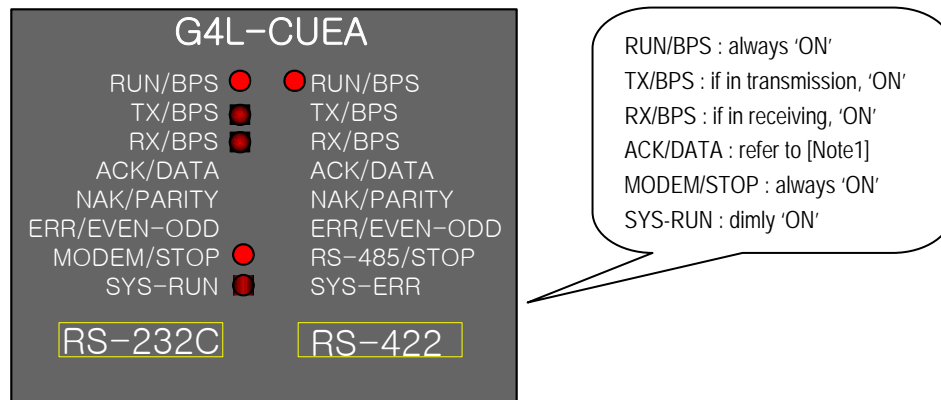 G4L-CUEA
RUN/BPS RUN/BPS
TX/BPS TX/BPS
RX/BPS RX/BPS
ACK/DATA ACK/DATA
NAK/PARITY NAK/PARITY
ERR/EVEN-ODD ERR/EVEN-ODD
MODEM/STOP RS-485/STOP
SYS-RUN SYS-ERR
RS-232C RS-422
RUN/BPS : always ‘ON’
TX/BPS : if in transmission, ‘ON’
RX/BPS : if in receiving, ‘ON’
ACK/DATA : refer to [Note1]
MODEM/STOP : always ‘ON’
SYS-RUN : dimly ‘ON’